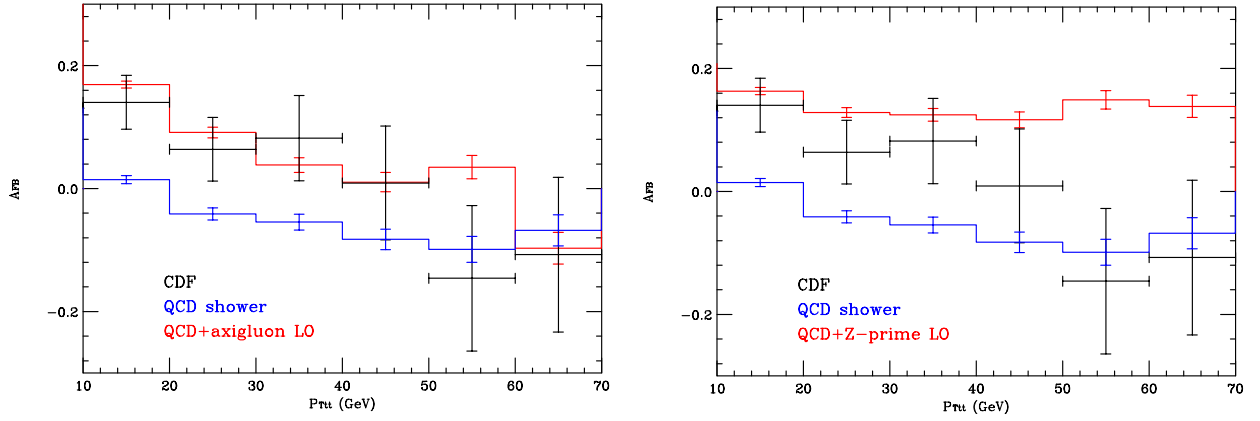 0.2
0.0
−0.2
AFB
CDF
QCD shower
QCD+axigluon LO
10 20 30 40 50 60 70
PTtt (GeV)
0.2
0.0
−0.2
AFB
CDF
QCD shower
QCD+Z−prime LO
10 20 30 40 50 60 70
PTtt (GeV)